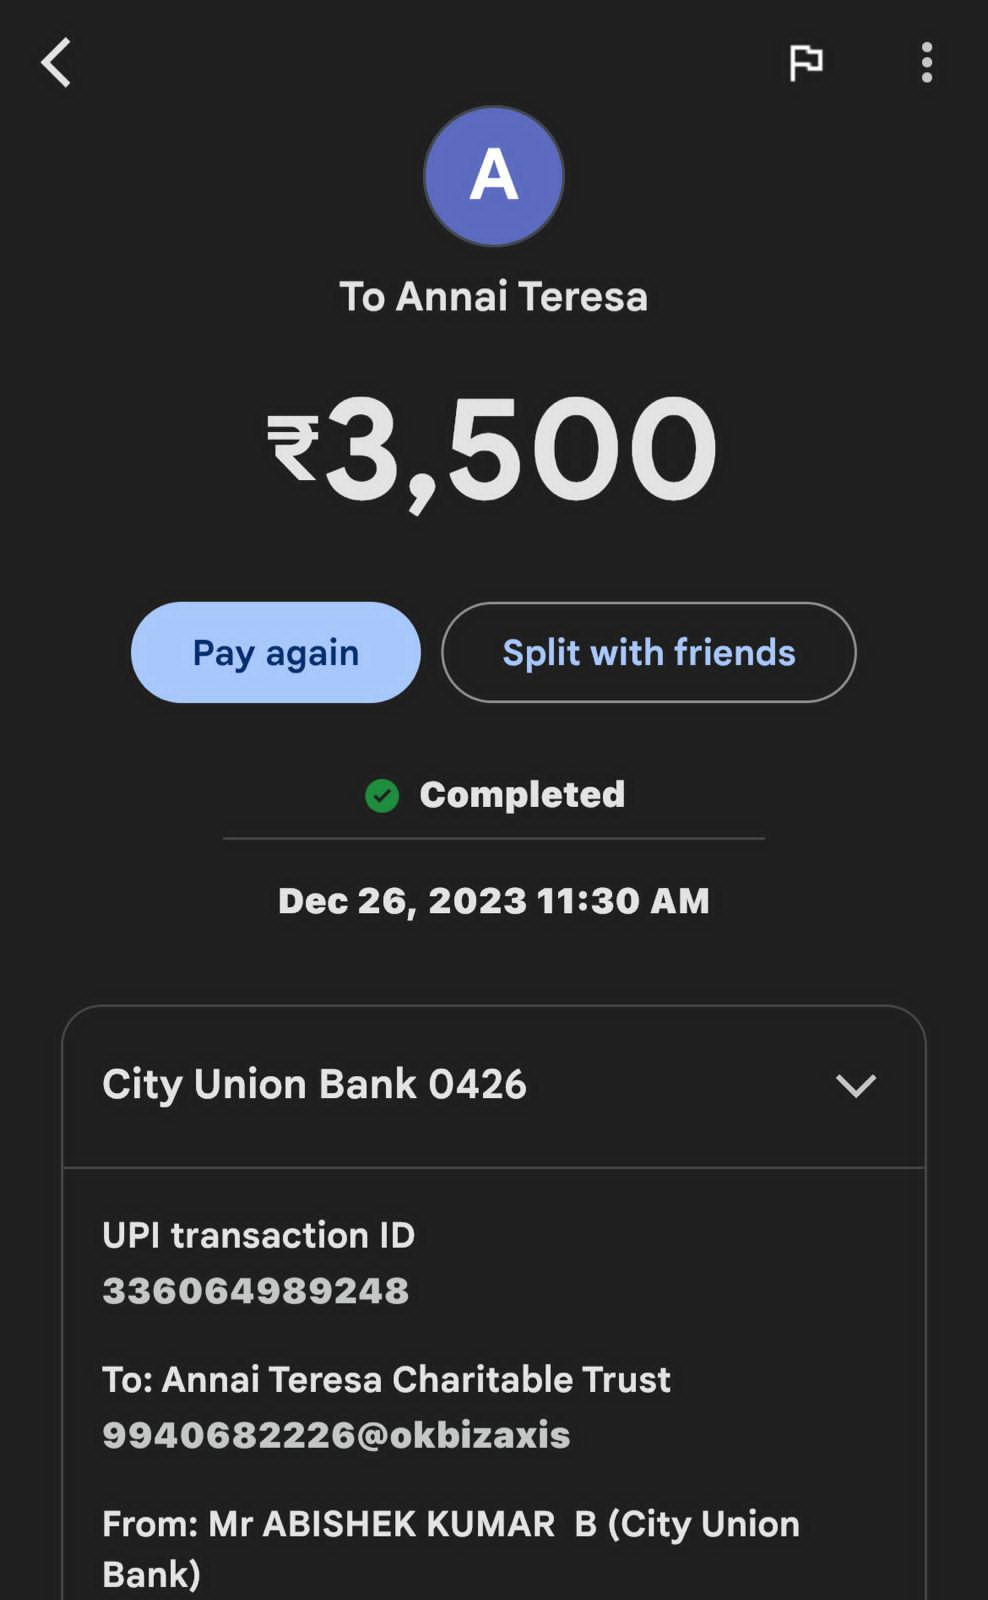 A
To Annai Teresa
₹3,500
Pay again
Split with friends
Completed
Dec 26, 2023 11:30 AM
City Union Bank 0426
UPI transaction ID
336064989248
To: Annai Teresa Charitable Trust
9940682226@okbizaxis
From: Mr ABISHEK KUMAR  B (City Union
Bank)